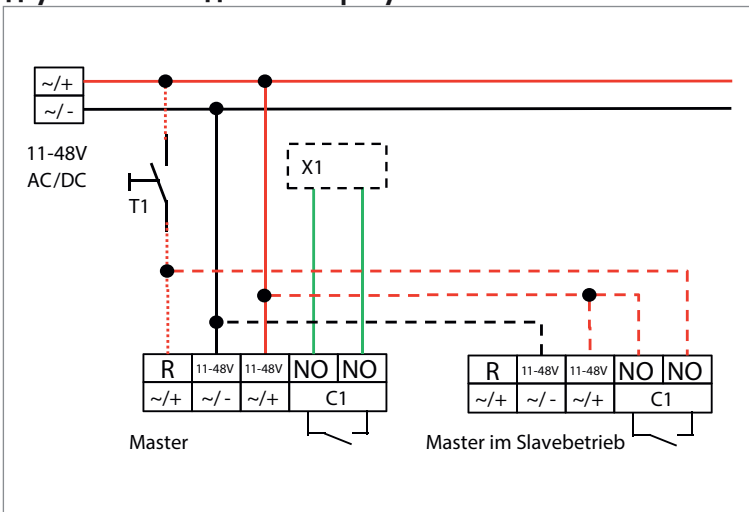 ~/+
~/ -
11-48V
AC/DC
T1
X1
R 11-48V 11-48V NO NO
~/+ ~/ - ~/+ C1
Master
R 11-48V 11-48V NO NO
~/+ ~/ - ~/+ C1
Master im Slavebetrieb